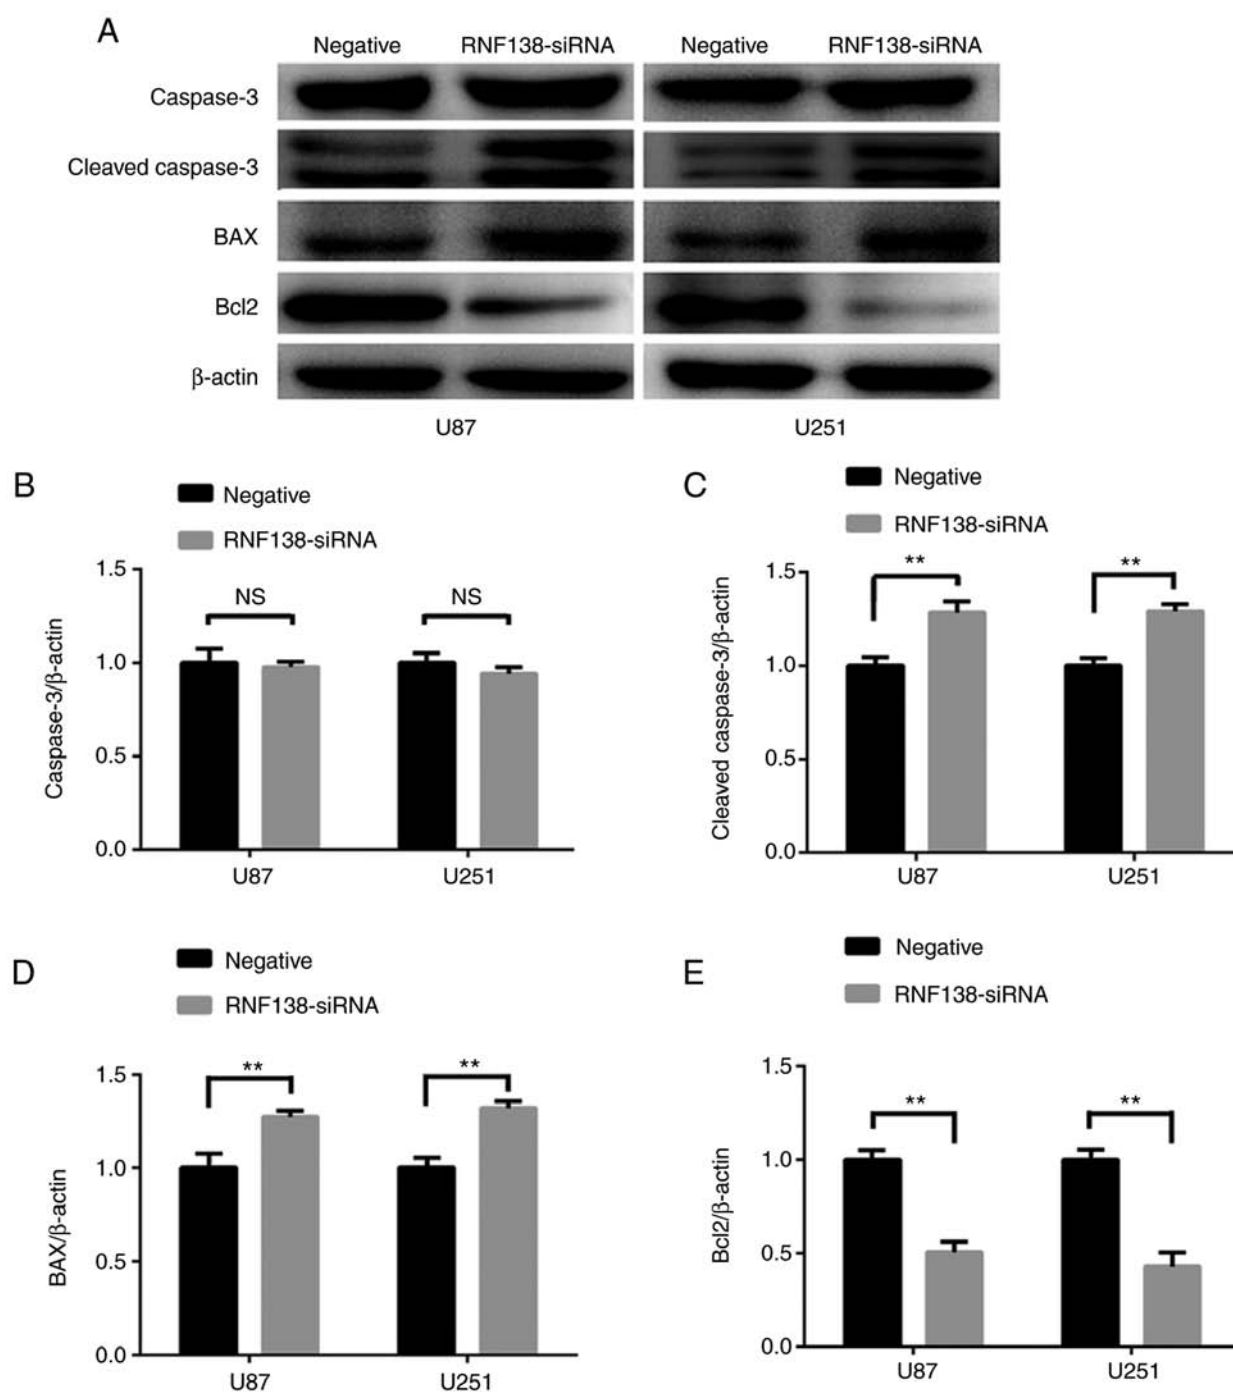 A
Negative RNF138-siRNA Negative RNF138-siRNA
Caspase-3
Cleaved caspase-3
BAX
Bcl2
β-actin
U87 U251
B
Negative
RNF138-siRNA
Caspase-3/β-actin
1.5
1.0
0.5
0.0
NS NS
U87 U251
C
Negative
RNF138-siRNA
Cleaved caspase-3/β-actin
1.5
1.0
0.5
0.0
** **
U87 U251
D
Negative
RNF138-siRNA
BAX/β-actin
1.5
1.0
0.5
0.0
** **
U87 U251
E
Negative
RNF138-siRNA
Bcl2/β-actin
1.5
1.0
0.5
0.0
** **
U87 U251